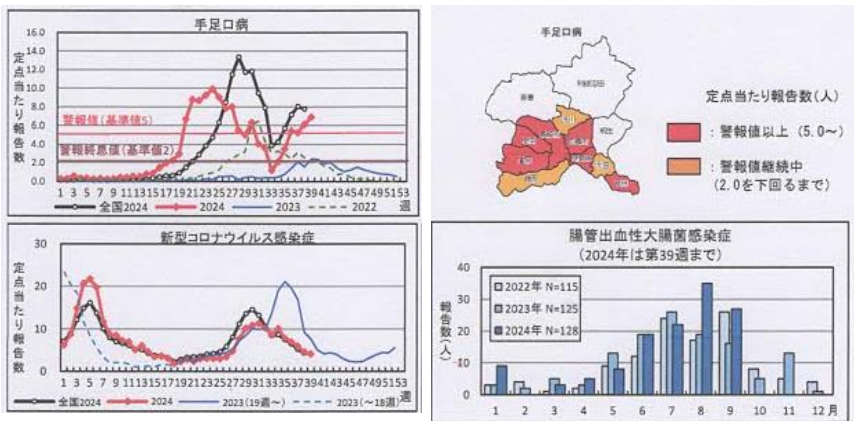 手足口病
定点当たり報告数
16.0
14.0
12.0
10.0
8.0
6.0
4.0
2.0
0.0
警報値(基準値5)
警報終息値(基準値2)
1 3 5 7 9 11 13 15 17 19 21 23 25 27 29 31 33 35 37 39 41 43 45 47 49 51 53 週
全国2024 2024 2023 2022
手足口病
利根沼田
吾妻
渋川
桐生
館林
定点当たり報告数(人)
:警報値以上 (5.0~)
:警報値継続中
(2.0を下回るまで)
新型コロナウイルス感染症
定点当たり報告数
30
20
10
0
1 3 5 7 9 11 13 15 17 19 21 23 25 27 29 31 33 35 37 39 41 43 45 47 49 51 53 週
全国2024 2024 2023(19週~) 2023(~18週)
腸管出血性大腸菌感染症
(2024年は第39週まで)
報告数(人)
40
30
20
10
0
2022年 N=115
2023年 N=125
2024年 N=128
1 2 3 4 5 6 7 8 9 10 11 12 月